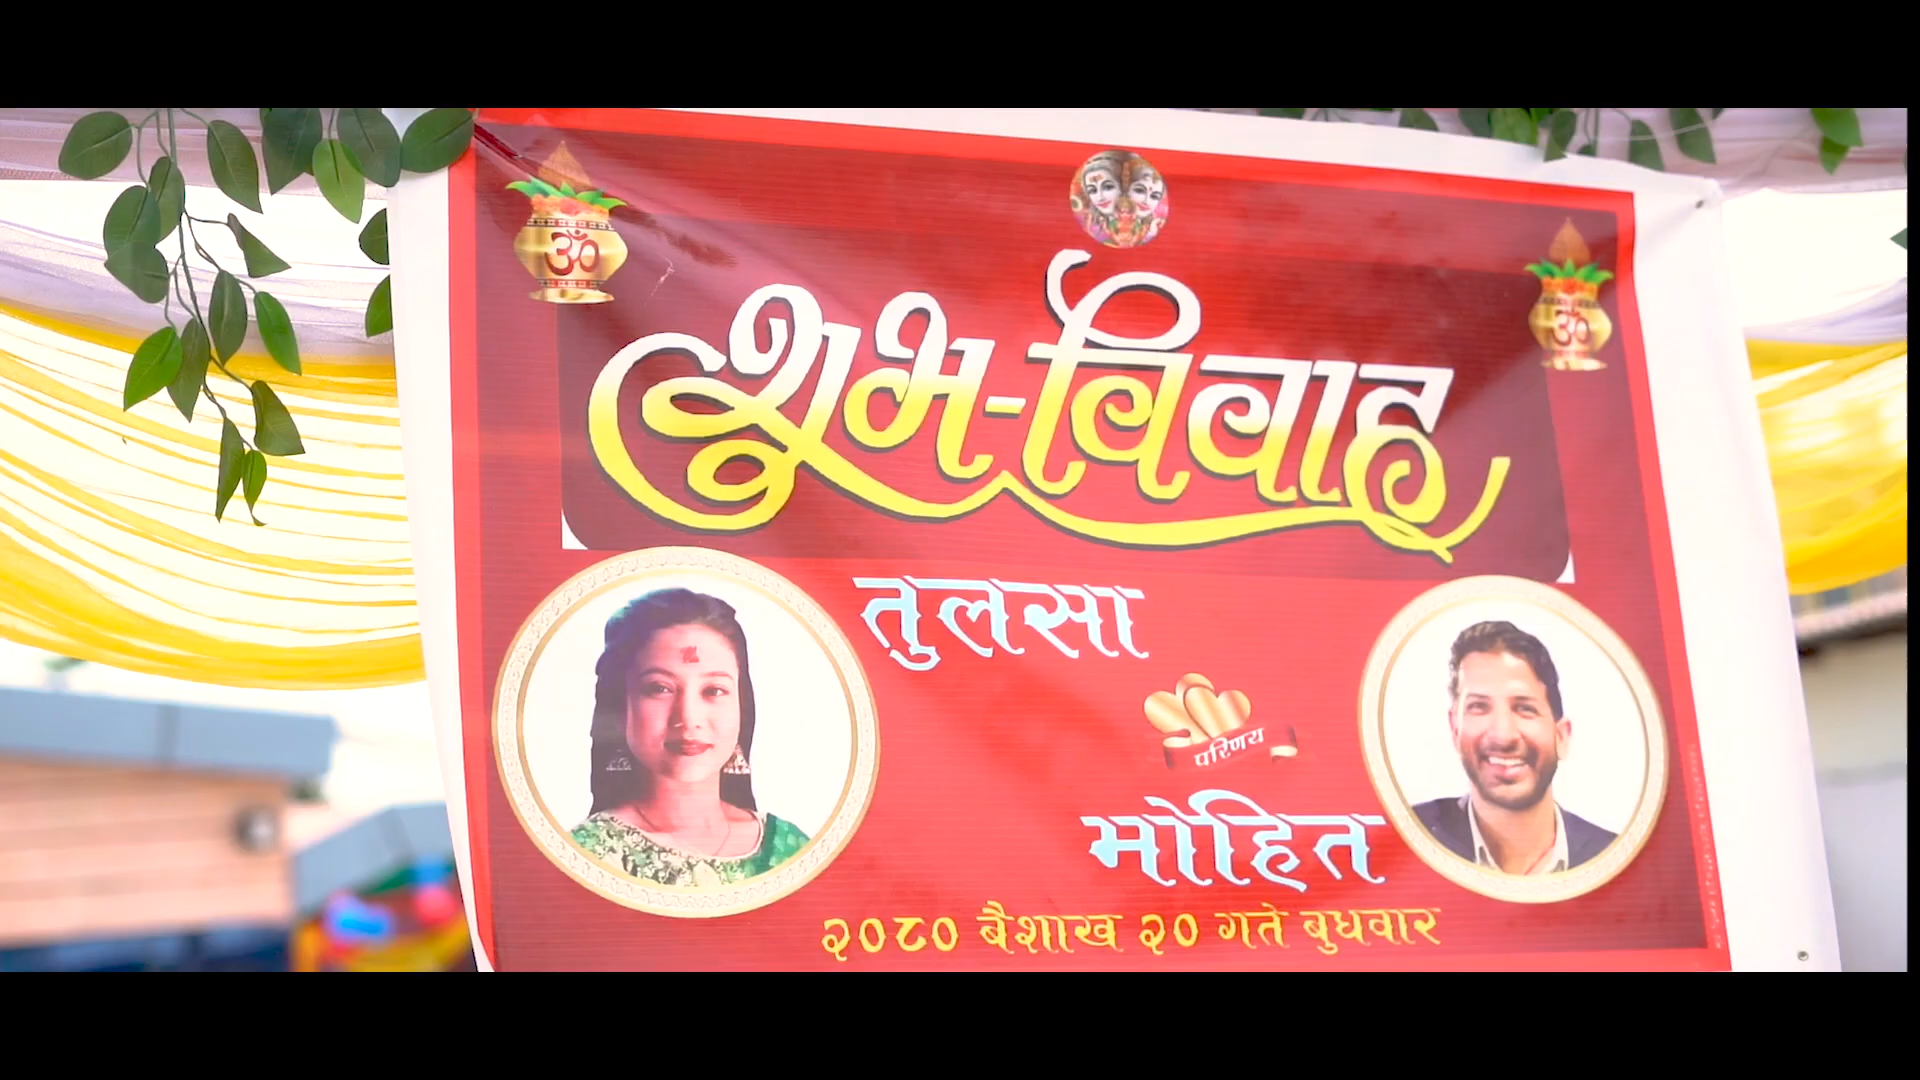 ॐ
ॐ
शुभ-विवाह
तुलसा
परिणय
मोहित
२०८० बैशाख २० गते बुधवार